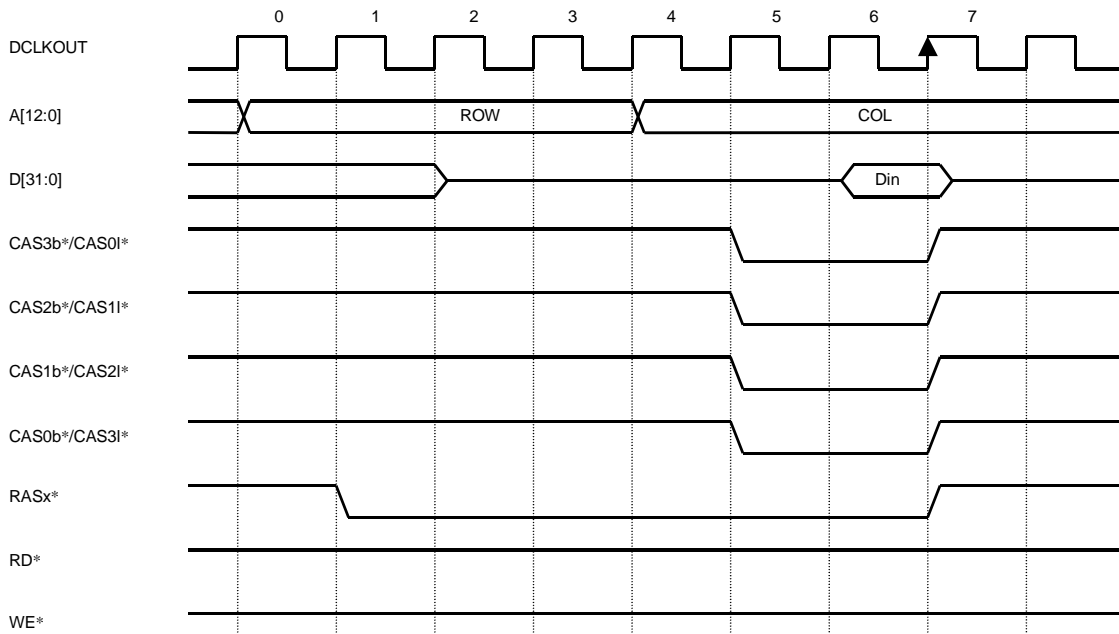 0 1 2 3 4 5 6 7
DCLKOUT
A[12:0] ROW COL
D[31:0] Din
CAS3b*/CAS0l*
CAS2b*/CAS1l*
CAS1b*/CAS2l*
CAS0b*/CAS3l*
RASx*
RD*
WE*